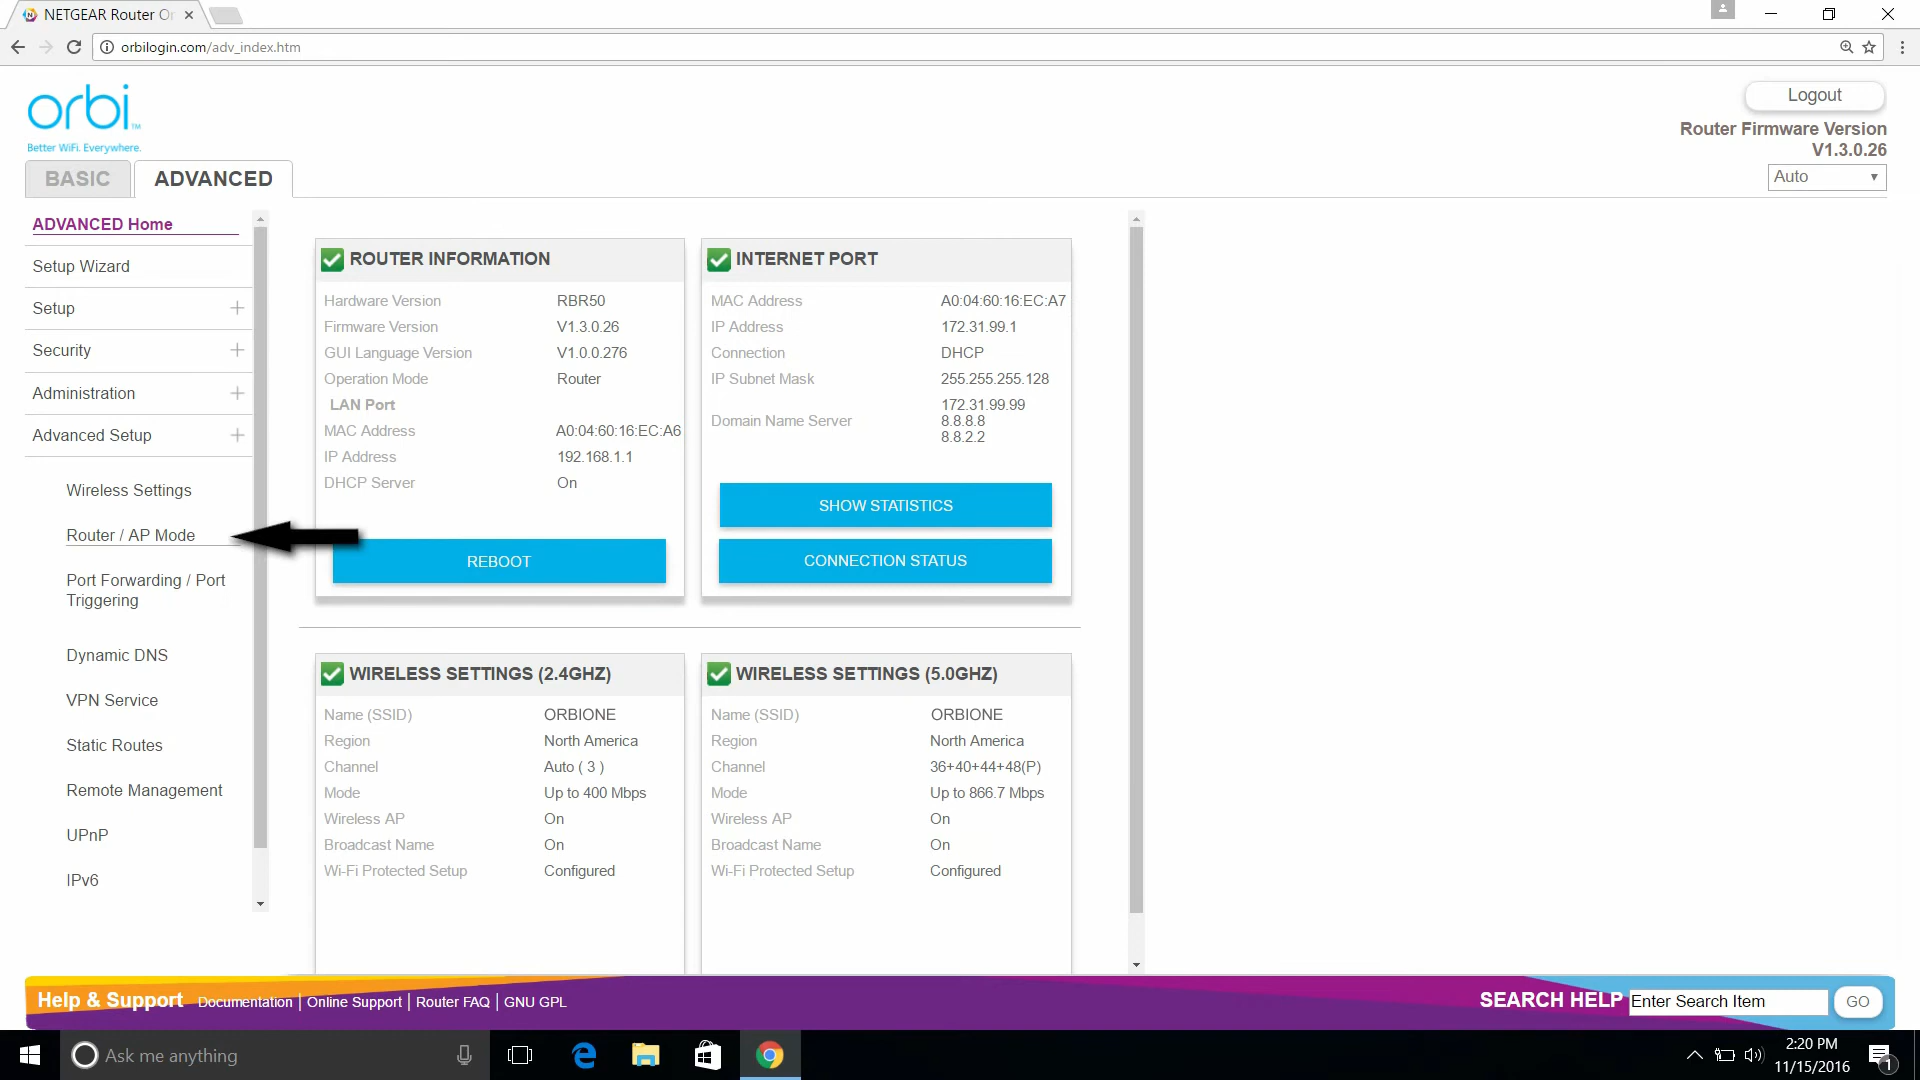 NETGEAR Router Or
orbilogin.com/adv_index.htm
orbi™
Better WiFi. Everywhere.
Logout
Router Firmware Version
V1.3.0.26
Auto
BASIC
ADVANCED
ADVANCED Home
Setup Wizard
Setup
Security
Administration
Advanced Setup
Wireless Settings
Router / AP Mode
Port Forwarding / Port
Triggering
Dynamic DNS
VPN Service
Static Routes
Remote Management
UPnP
IPv6
ROUTER INFORMATION
Hardware Version RBR50
Firmware Version V1.3.0.26
GUI Language Version V1.0.0.276
Operation Mode Router
LAN Port
MAC Address A0:04:60:16:EC:A6
IP Address 192.168.1.1
DHCP Server On
REBOOT
INTERNET PORT
MAC Address A0:04:60:16:EC:A7
IP Address 172.31.99.1
Connection DHCP
IP Subnet Mask 255.255.255.128
Domain Name Server 172.31.99.99
8.8.8.8
8.8.2.2
SHOW STATISTICS
CONNECTION STATUS
WIRELESS SETTINGS (2.4GHZ)
Name (SSID) ORBIONE
Region North America
Channel Auto ( 3 )
Mode Up to 400 Mbps
Wireless AP On
Broadcast Name On
Wi-Fi Protected Setup Configured
WIRELESS SETTINGS (5.0GHZ)
Name (SSID) ORBIONE
Region North America
Channel 36+40+44+48(P)
Mode Up to 866.7 Mbps
Wireless AP On
Broadcast Name On
Wi-Fi Protected Setup Configured
Help & Support Documentation | Online Support | Router FAQ | GNU GPL
SEARCH HELP Enter Search Item GO
Ask me anything
2:20 PM
11/15/2016
1